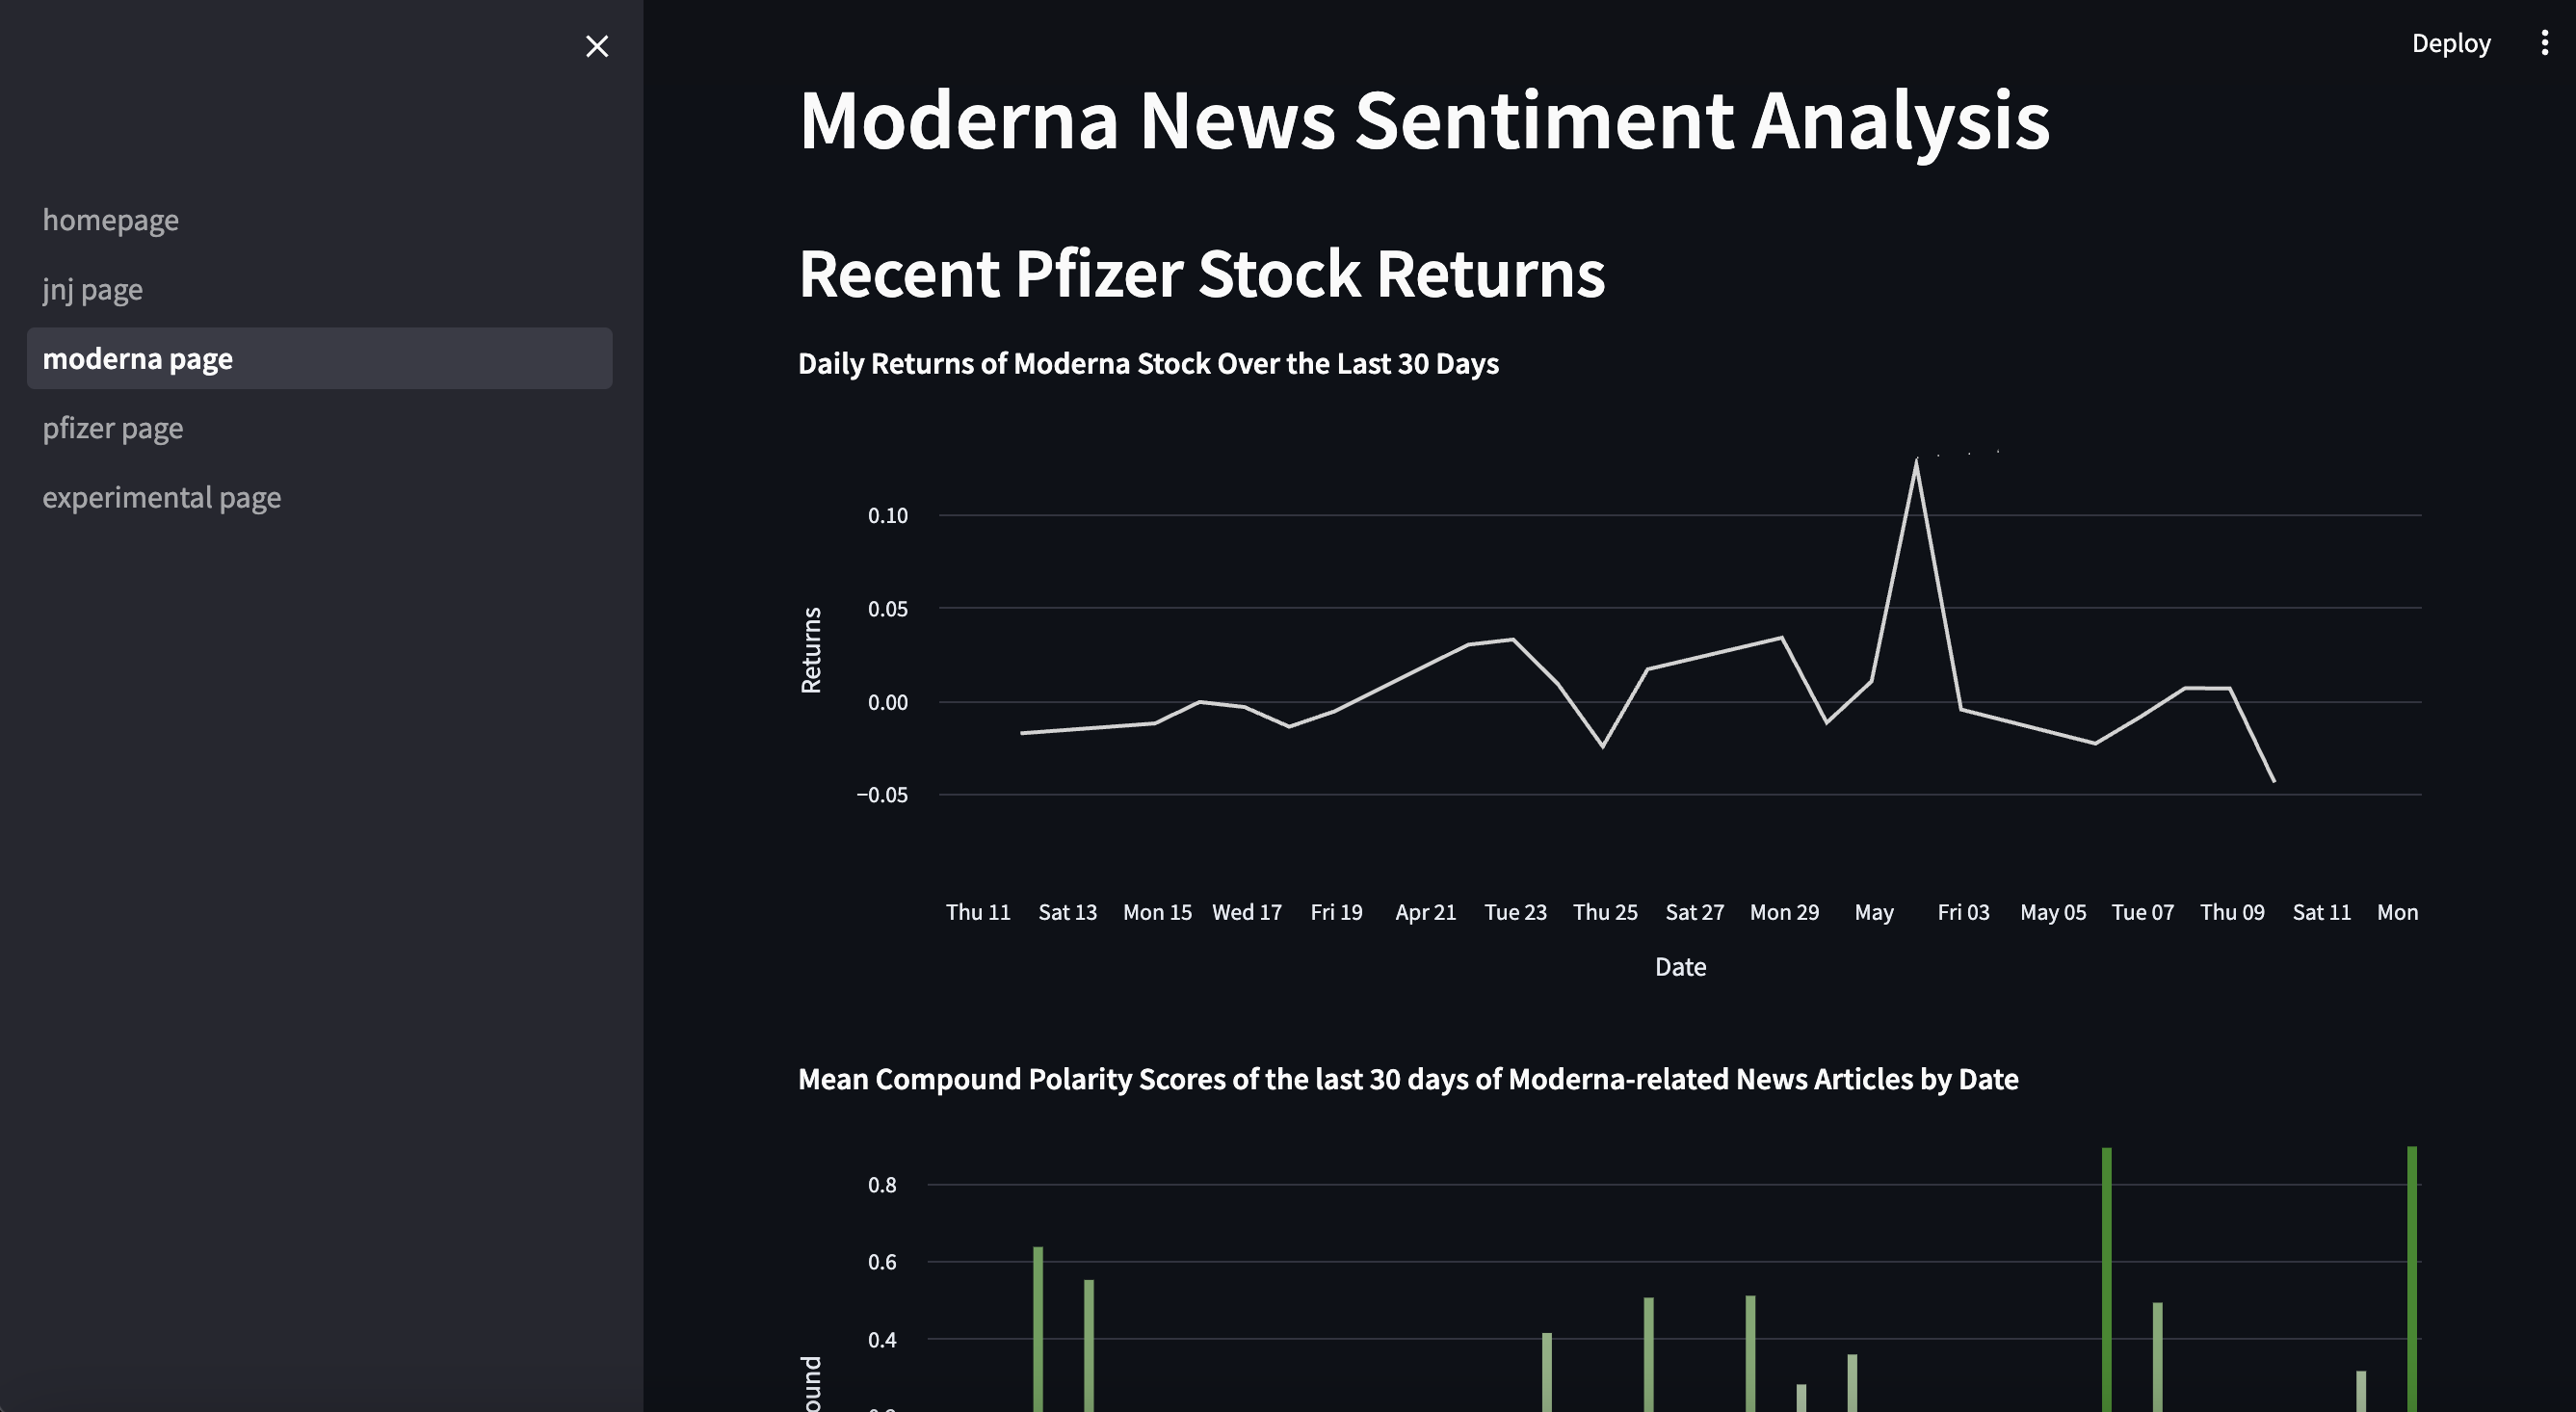 Deploy
homepage
jnj page
moderna page
pfizer page
experimental page
Moderna News Sentiment Analysis
Recent Pfizer Stock Returns
Daily Returns of Moderna Stock Over the Last 30 Days
0.10
0.05
0.00
−0.05
Returns
Thu 11 Sat 13 Mon 15 Wed 17 Fri 19 Apr 21 Tue 23 Thu 25 Sat 27 Mon 29 May Fri 03 May 05 Tue 07 Thu 09 Sat 11 Mon
Date
Mean Compound Polarity Scores of the last 30 days of Moderna-related News Articles by Date
0.8
0.6
0.4